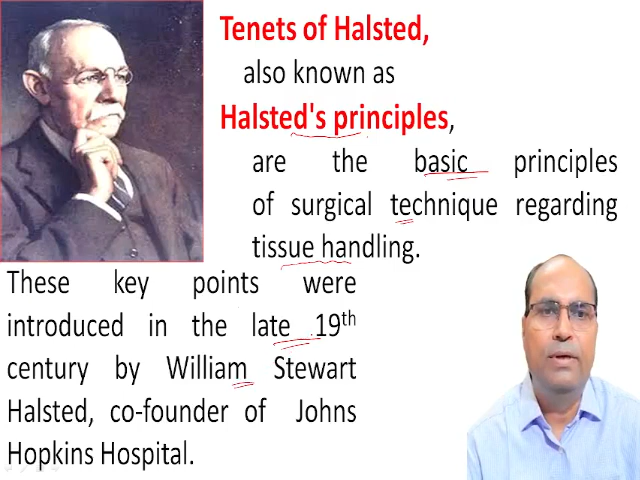 Tenets of Halsted,
also known as
Halsted's principles,
are the basic principles
of surgical technique regarding
tissue handling.
These key points were
introduced in the late 19th
century by William Stewart
Halsted, co-founder of Johns
Hopkins Hospital.